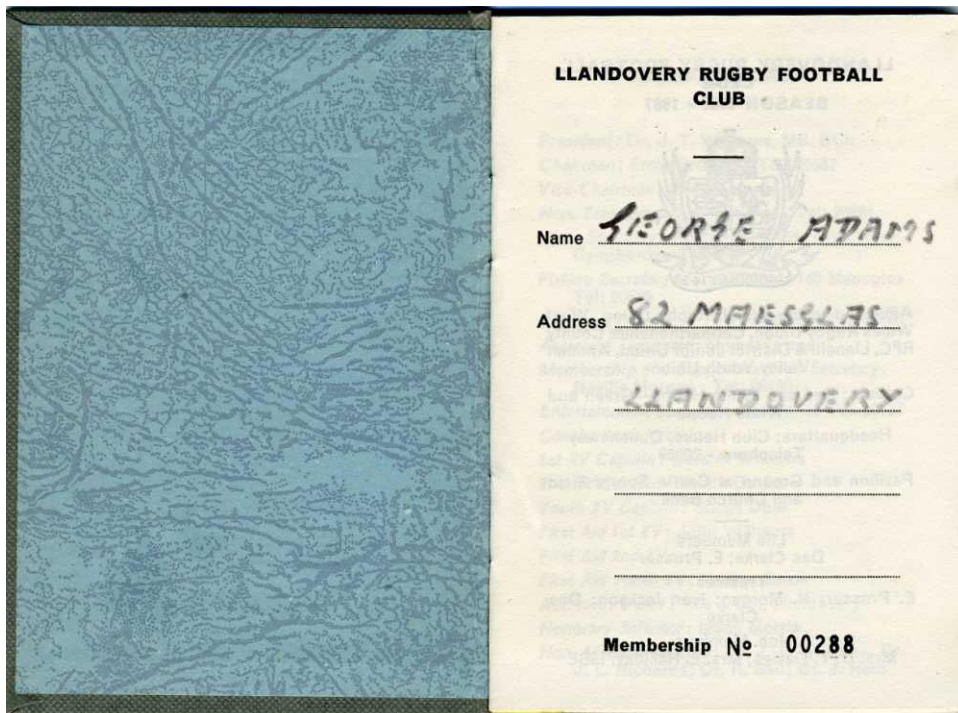 LLANDOVERY RUGBY FOOTBALL
CLUB
Name GEORGE ADAMS
Address 82 MAESGLAS
LLANDOVERY
Membership Nº 00288